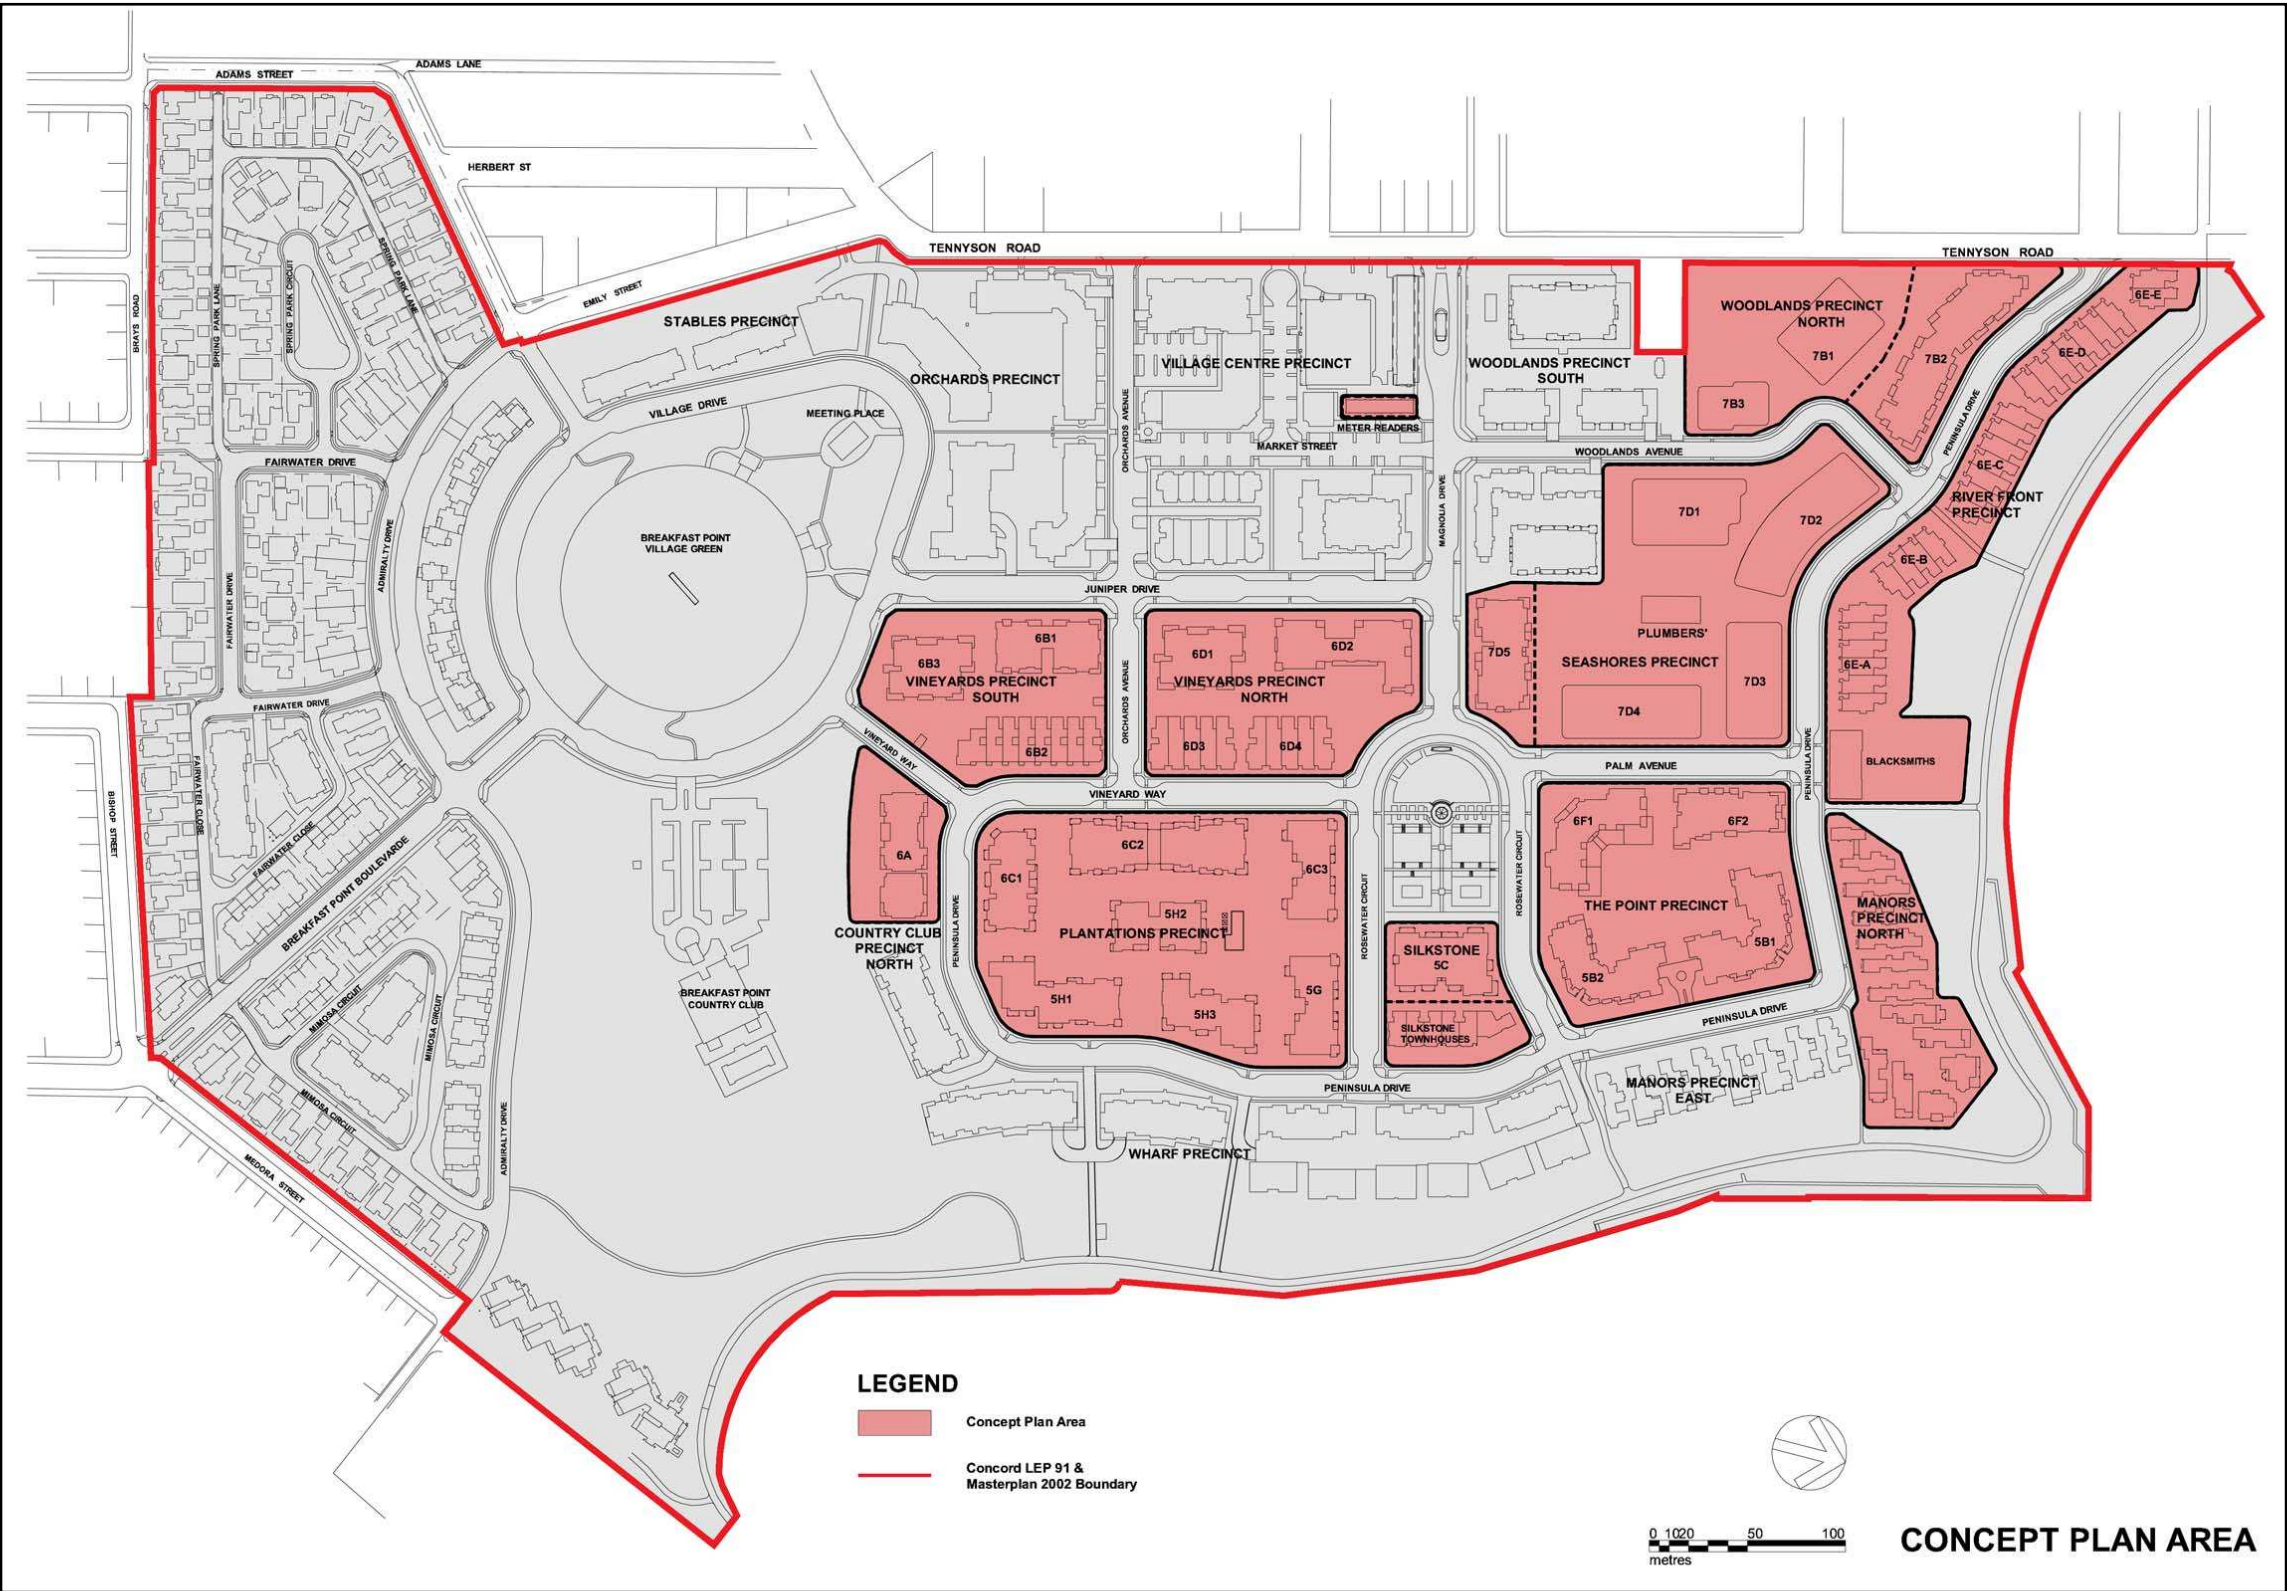 ADAMS STREET
ADAMS LANE
HERBERT ST
BRAYS ROAD
SPRING PARK LANE
SPRING PARK CIRCUIT
SPRING PARK LANE
EMILY STREET
TENNYSON ROAD
TENNYSON ROAD
STABLES PRECINCT
VILLAGE DRIVE
MEETING PLACE
ORCHARDS PRECINCT
ORCHARDS AVENUE
VILLAGE CENTRE PRECINCT
METER READERS
MARKET STREET
MAGNOLIA DRIVE
WOODLANDS PRECINCT
SOUTH
WOODLANDS AVENUE
WOODLANDS PRECINCT
NORTH
7B1
7B2
7B3
PENINSULA DRIVE
6E-E
6E-D
6E-C
RIVER FRONT
PRECINCT
6E-B
6E-A
BLACKSMITHS
FAIRWATER DRIVE
FAIRWATER DRIVE
ADMIRALTY DRIVE
FAIRWATER DRIVE
BREAKFAST POINT
VILLAGE GREEN
JUNIPER DRIVE
6B3
6B1
VINEYARDS PRECINCT
SOUTH
6B2
ORCHARDS AVENUE
6D1
6D2
VINEYARDS PRECINCT
NORTH
6D3
6D4
7D1
7D2
PLUMBERS'
SEASHORES PRECINCT
7D5
7D3
7D4
PENINSULA DRIVE
PALM AVENUE
VINEYARD WAY
VINEYARD WAY
BISHOP STREET
FAIRWATER CLOSE
FAIRWATER CLOSE
BREAKFAST POINT BOULEVARDE
MIMOSA CIRCUIT
MIMOSA CIRCUIT
MIMOSA CIRCUIT
MEDORA STREET
ADMIRALTY DRIVE
BREAKFAST POINT
COUNTRY CLUB
6A
COUNTRY CLUB
PRECINCT
NORTH
PENINSULA DRIVE
6C1
6C2
6C3
5H2
PLANTATIONS PRECINCT
5H1
5H3
5G
ROSEWATER CIRCUIT
ROSEWATER CIRCUIT
SILKSTONE
5C
SILKSTONE
TOWNHOUSES
6F1
6F2
THE POINT PRECINCT
5B1
5B2
PENINSULA DRIVE
MANORS
PRECINCT
NORTH
PENINSULA DRIVE
MANORS PRECINCT
EAST
WHARF PRECINCT
LEGEND
Concept Plan Area
Concord LEP 91 &
Masterplan 2002 Boundary
0 1020 50 100
metres
CONCEPT PLAN AREA